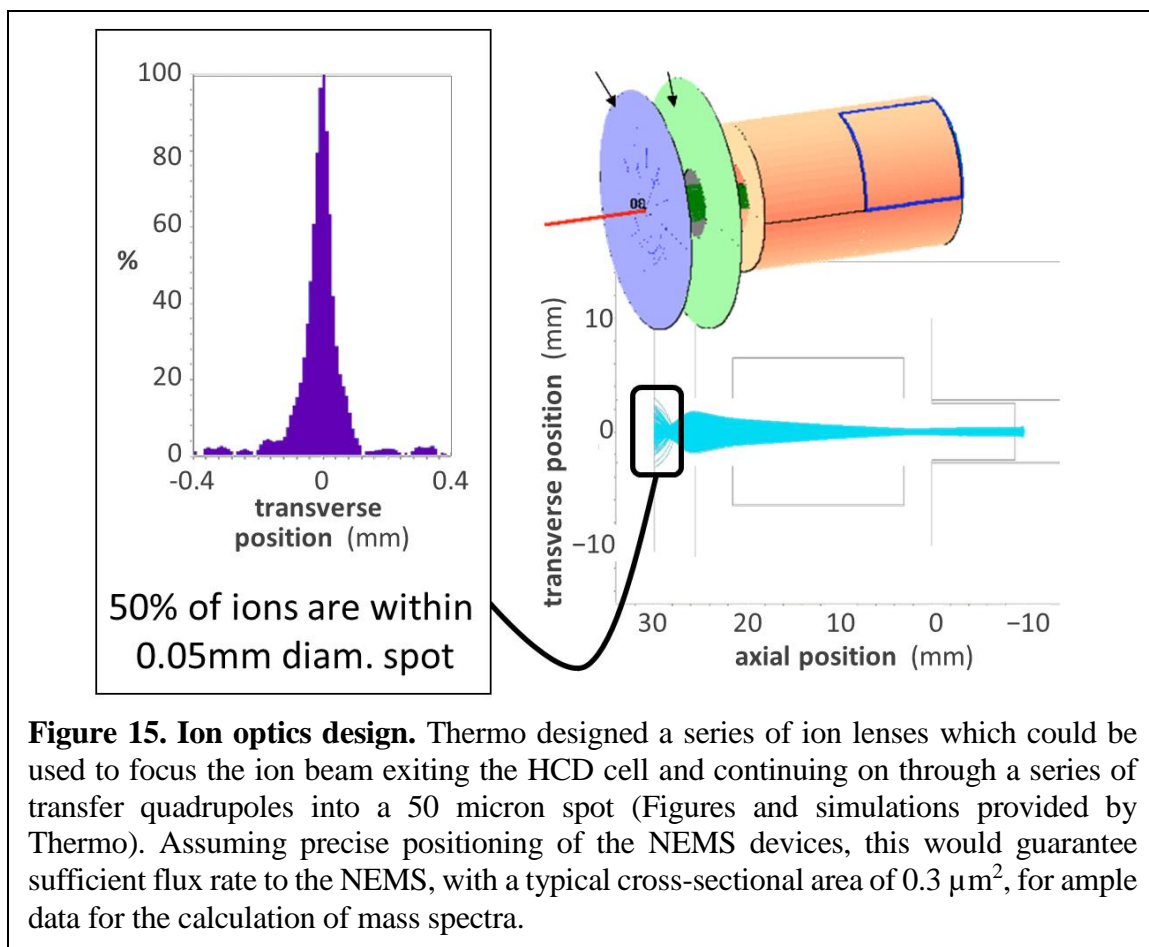 100
80
60
%
40
20
0
-0.4
0
0.4
transverse
position (mm)
50% of ions are within
0.05mm diam. spot
08
transverse position (mm)
10
0
−10
30
20
10
0
−10
axial position (mm)
Figure 15. Ion optics design. Thermo designed a series of ion lenses which could be
used to focus the ion beam exiting the HCD cell and continuing on through a series of
transfer quadrupoles into a 50 micron spot (Figures and simulations provided by
Thermo). Assuming precise positioning of the NEMS devices, this would guarantee
sufficient flux rate to the NEMS, with a typical cross-sectional area of 0.3 µm², for ample
data for the calculation of mass spectra.